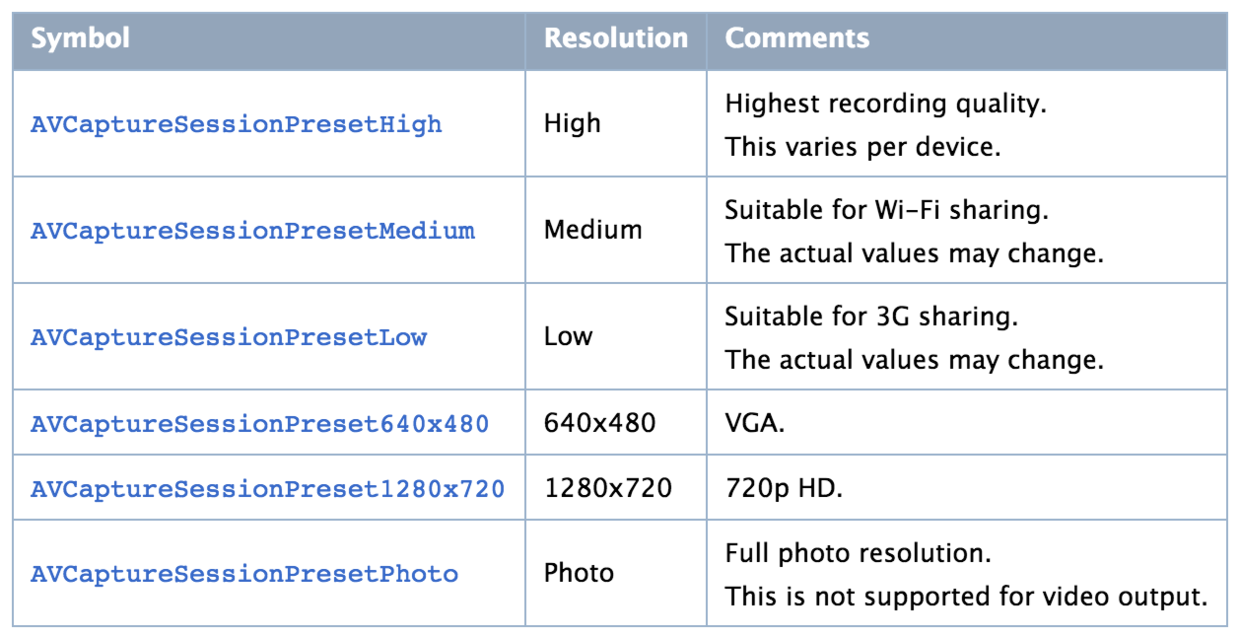 Symbol Resolution Comments
AVCaptureSessionPresetHigh High Highest recording quality.
This varies per device.
AVCaptureSessionPresetMedium Medium Suitable for Wi-Fi sharing.
The actual values may change.
AVCaptureSessionPresetLow Low Suitable for 3G sharing.
The actual values may change.
AVCaptureSessionPreset640x480 640x480 VGA.
AVCaptureSessionPreset1280x720 1280x720 720p HD.
AVCaptureSessionPresetPhoto Photo Full photo resolution.
This is not supported for video output.